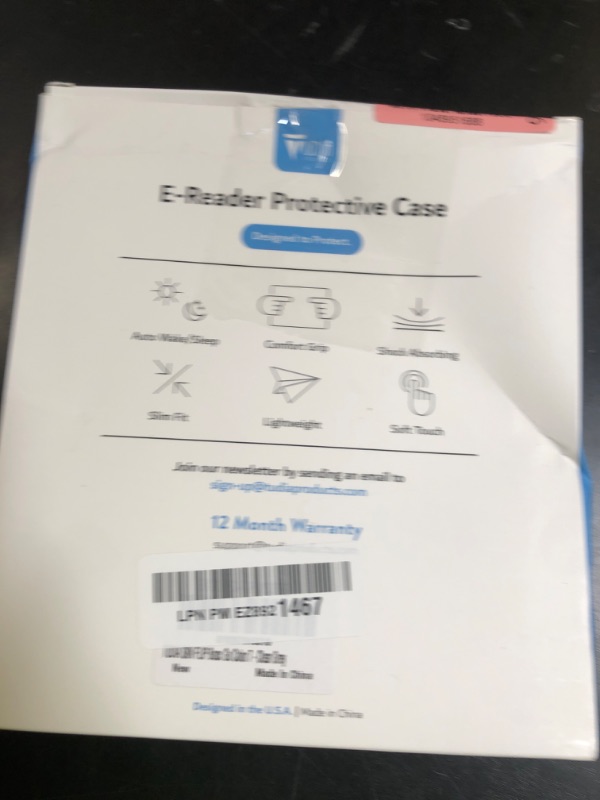 E-Reader Protective Case
Designed to Protect
Auto Wake/Sleep
Comfort Grip
Shock Absorbing
Slim Fit
Lightweight
Soft Touch
Join our newsletter by sending an email to
sign-up@tudiaproducts.com
12 Month Warranty
LPN PW EZ8921467
New
Made In China
Designed in the U.S.A. | Made in China